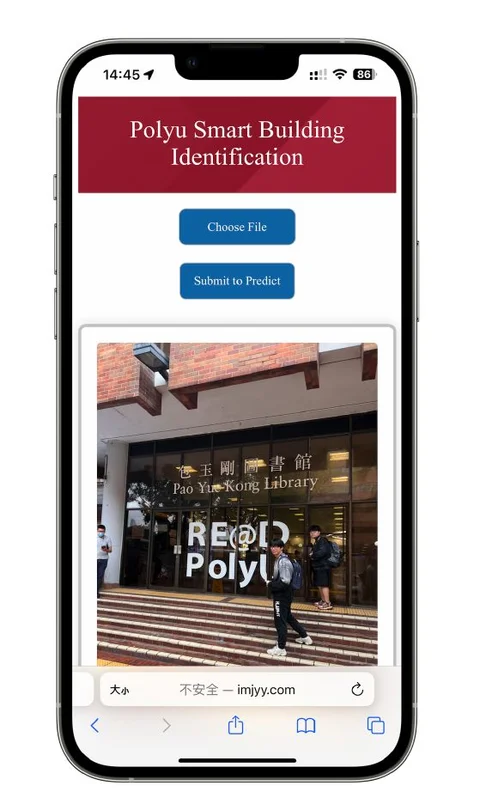 14:45
86
Polyu Smart Building
Identification
Choose File
Submit to Predict
包玉剛圖書館
Pao Yue-Kong Library
RE@D
PolyU
大小
不安全 — imjyy.com